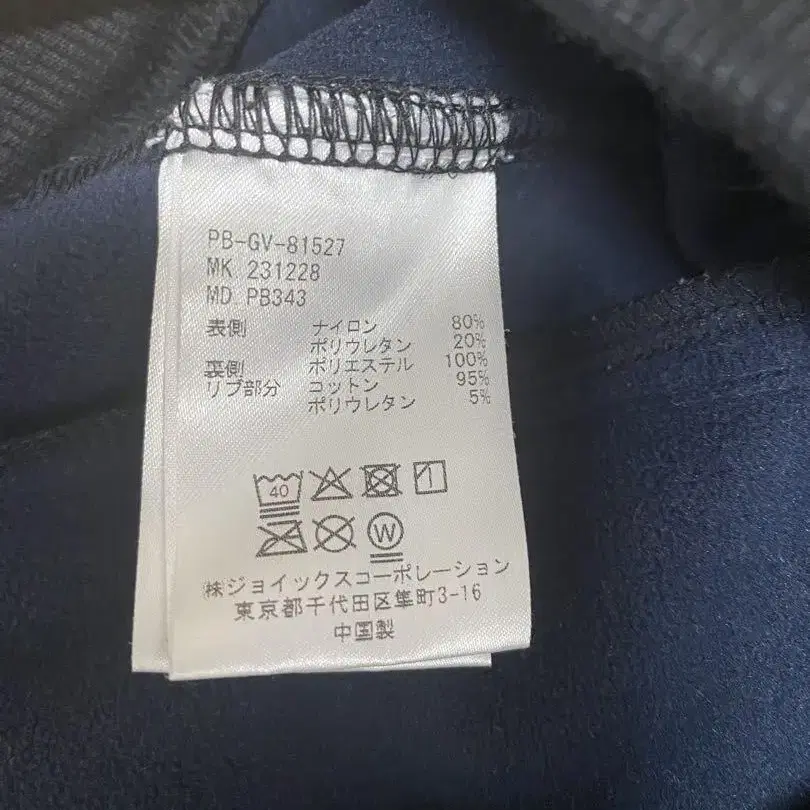 PB-GV-81527
MK 231228
MD PB343
表側 ナイロン 80%
ポリウレタン 20%
裏側 ポリエステル 100%
リブ部分 コットン 95%
ポリウレタン 5%
40
W
㈱ジョイックスコーポレーション
東京都千代田区隼町3-16
中国製